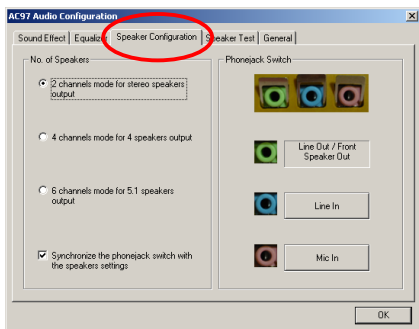 AC97 Audio Configuration
Sound Effect
Equalizer
Speaker Configuration
Speaker Test
General
No. of Speakers
2 channels mode for stereo speakers
output
4 channels mode for 4 speakers output
6 channels mode for 5.1 speakers
output
Synchronize the phonejack switch with
the speakers settings
Phonejack Switch
Line Out / Front
Speaker Out
Line In
Mic In
OK